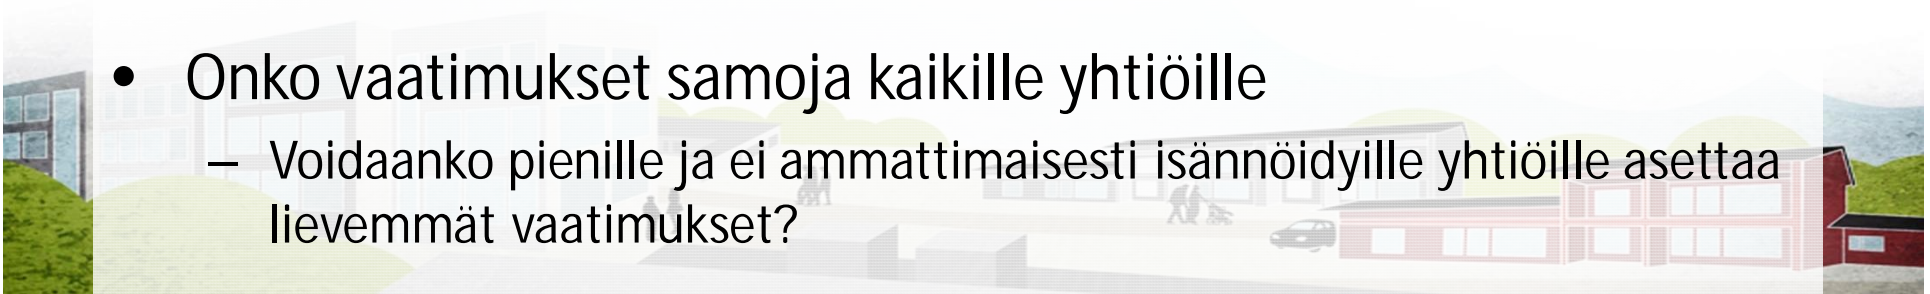 • Onko vaatimukset samoja kaikille yhtiöille
– Voidaanko pienille ja ei ammattimaisesti isännöidyille yhtiöille asettaa
lievemmät vaatimukset?